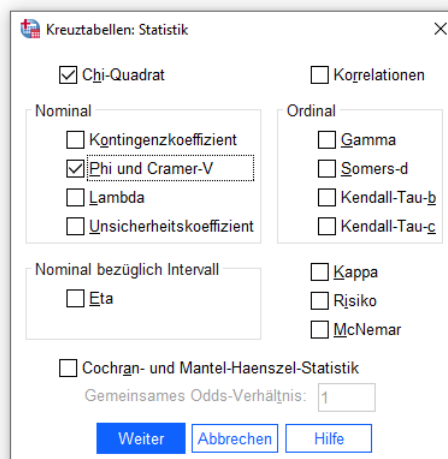 Kreuztabellen: Statistik
Chi-Quadrat
Korrelationen
Nominal
Kontingenzkoeffizient
Phi und Cramer-V
Lambda
Unsicherheitskoeffizient
Ordinal
Gamma
Somers-d
Kendall-Tau-b
Kendall-Tau-c
Nominal bezüglich Intervall
Eta
Kappa
Risiko
McNemar
Cochran- und Mantel-Haenszel-Statistik
Gemeinsames Odds-Verhältnis: 1
Weiter Abbrechen Hilfe